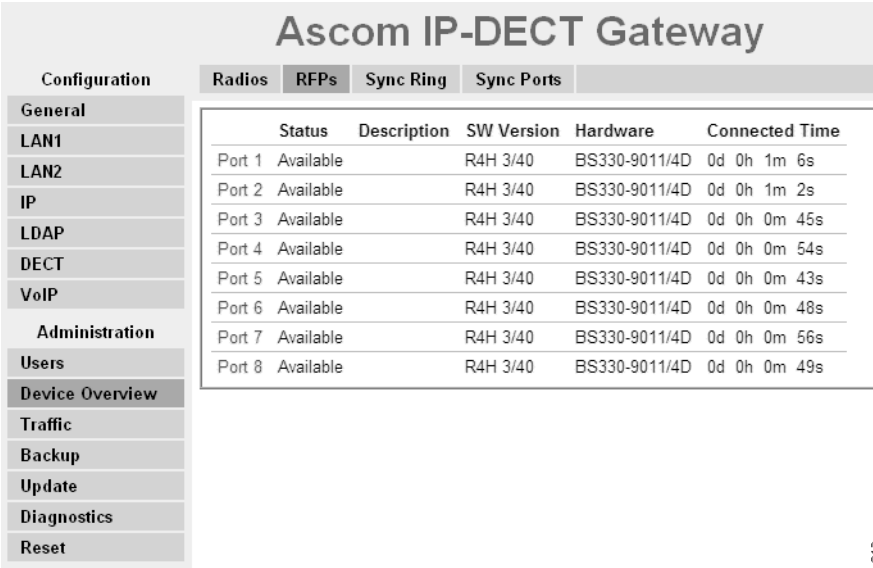 Ascom IP-DECT Gateway
Configuration
General
LAN1
LAN2
IP
LDAP
DECT
VoIP
Administration
Users
Device Overview
Traffic
Backup
Update
Diagnostics
Reset
Radios RFPs Sync Ring Sync Ports
Status Description SW Version Hardware Connected Time
Port 1 Available R4H 3/40 BS330-9011/4D 0d 0h 1m 6s
Port 2 Available R4H 3/40 BS330-9011/4D 0d 0h 1m 2s
Port 3 Available R4H 3/40 BS330-9011/4D 0d 0h 0m 45s
Port 4 Available R4H 3/40 BS330-9011/4D 0d 0h 0m 54s
Port 5 Available R4H 3/40 BS330-9011/4D 0d 0h 0m 43s
Port 6 Available R4H 3/40 BS330-9011/4D 0d 0h 0m 48s
Port 7 Available R4H 3/40 BS330-9011/4D 0d 0h 0m 56s
Port 8 Available R4H 3/40 BS330-9011/4D 0d 0h 0m 49s